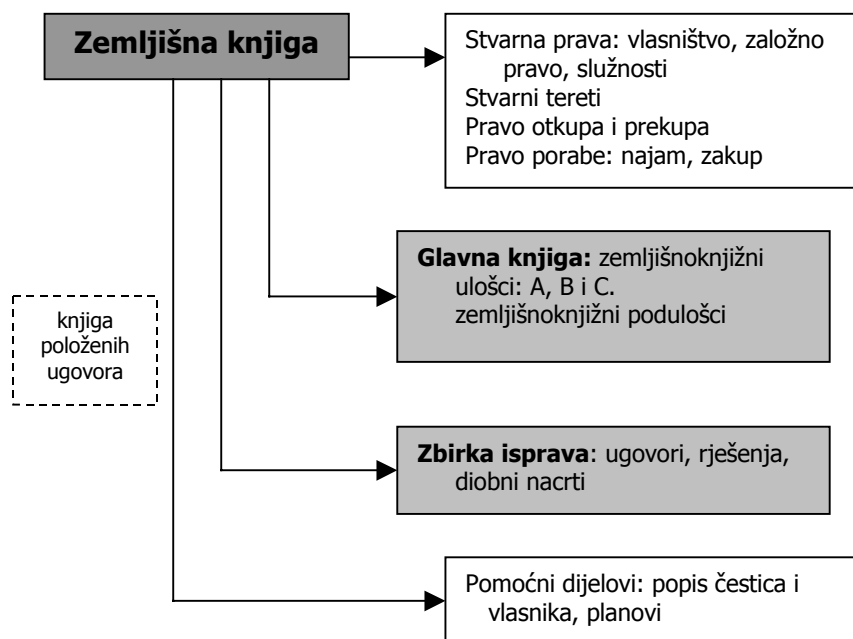 Zemljišna knjiga
Stvarna prava: vlasništvo, založno
pravo, služnosti
Stvarni tereti
Pravo otkupa i prekupa
Pravo porabe: najam, zakup
Glavna knjiga: zemljišnoknjižni
ulošci: A, B i C.
zemljišnoknjižni podulošci
knjiga
položenih
ugovora
Zbirka isprava: ugovori, rješenja,
diobni nacrti
Pomoćni dijelovi: popis čestica i
vlasnika, planovi